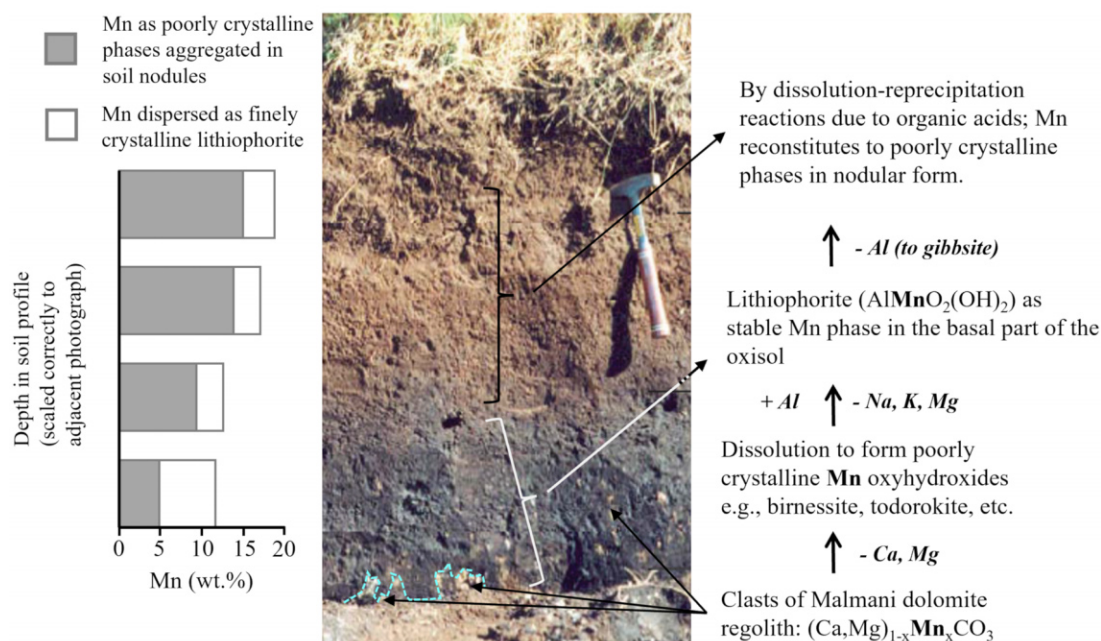 Mn as poorly crystalline
phases aggregated in
soil nodules
Mn dispersed as finely
crystalline lithiophorite
Depth in soil profile
(scaled correctly to
adjacent photograph)
0 5 10 15 20
Mn (wt.%)
By dissolution-reprecipitation
reactions due to organic acids; Mn
reconstitutes to poorly crystalline
phases in nodular form.
- Al (to gibbsite)
Lithiophorite (AlMnO₂(OH)₂) as
stable Mn phase in the basal part of the
oxisol
+ Al - Na, K, Mg
Dissolution to form poorly
crystalline Mn oxyhydroxides
e.g., birnessite, todorokite, etc.
- Ca, Mg
Clasts of Malmani dolomite
regolith: (Ca,Mg)₁₋ₓMnₓCO₃